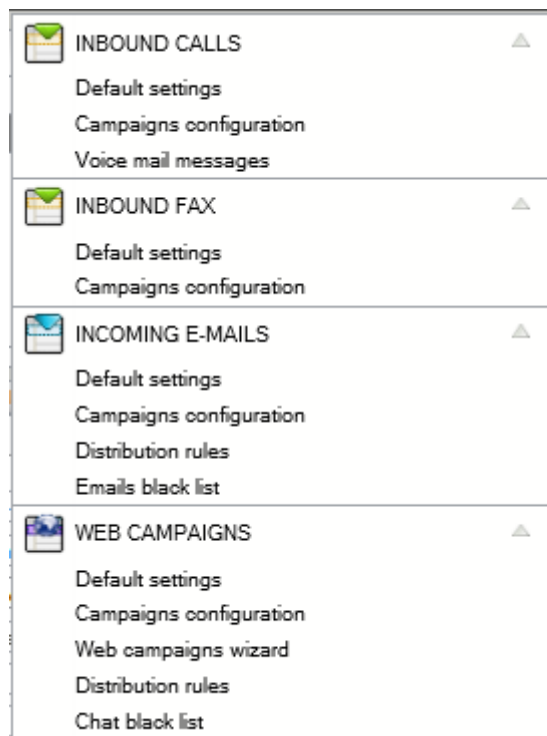 INBOUND CALLS
Default settings
Campaigns configuration
Voice mail messages
INBOUND FAX
Default settings
Campaigns configuration
INCOMING E-MAILS
Default settings
Campaigns configuration
Distribution rules
Emails black list
WEB CAMPAIGNS
Default settings
Campaigns configuration
Web campaigns wizard
Distribution rules
Chat black list